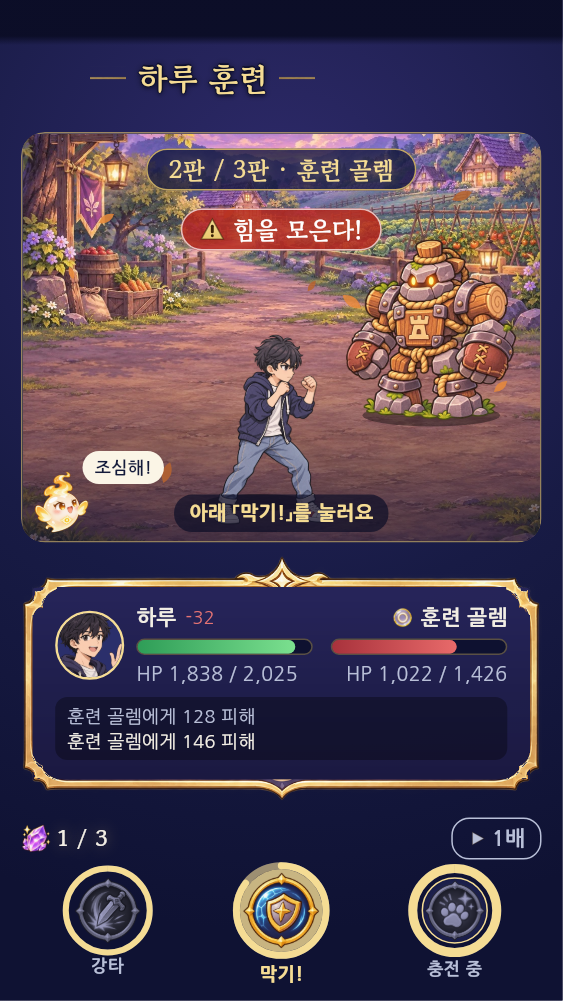 하루 훈련
2판 / 3판 · 훈련 골렘
힘을 모은다!
조심해!
아래 「막기!」를 눌러요
하루 -32
훈련 골렘
HP 1,838 / 2,025
HP 1,022 / 1,426
훈련 골렘에게 128 피해
훈련 골렘에게 146 피해
1 / 3
▶ 1배
강타
막기!
충전 중